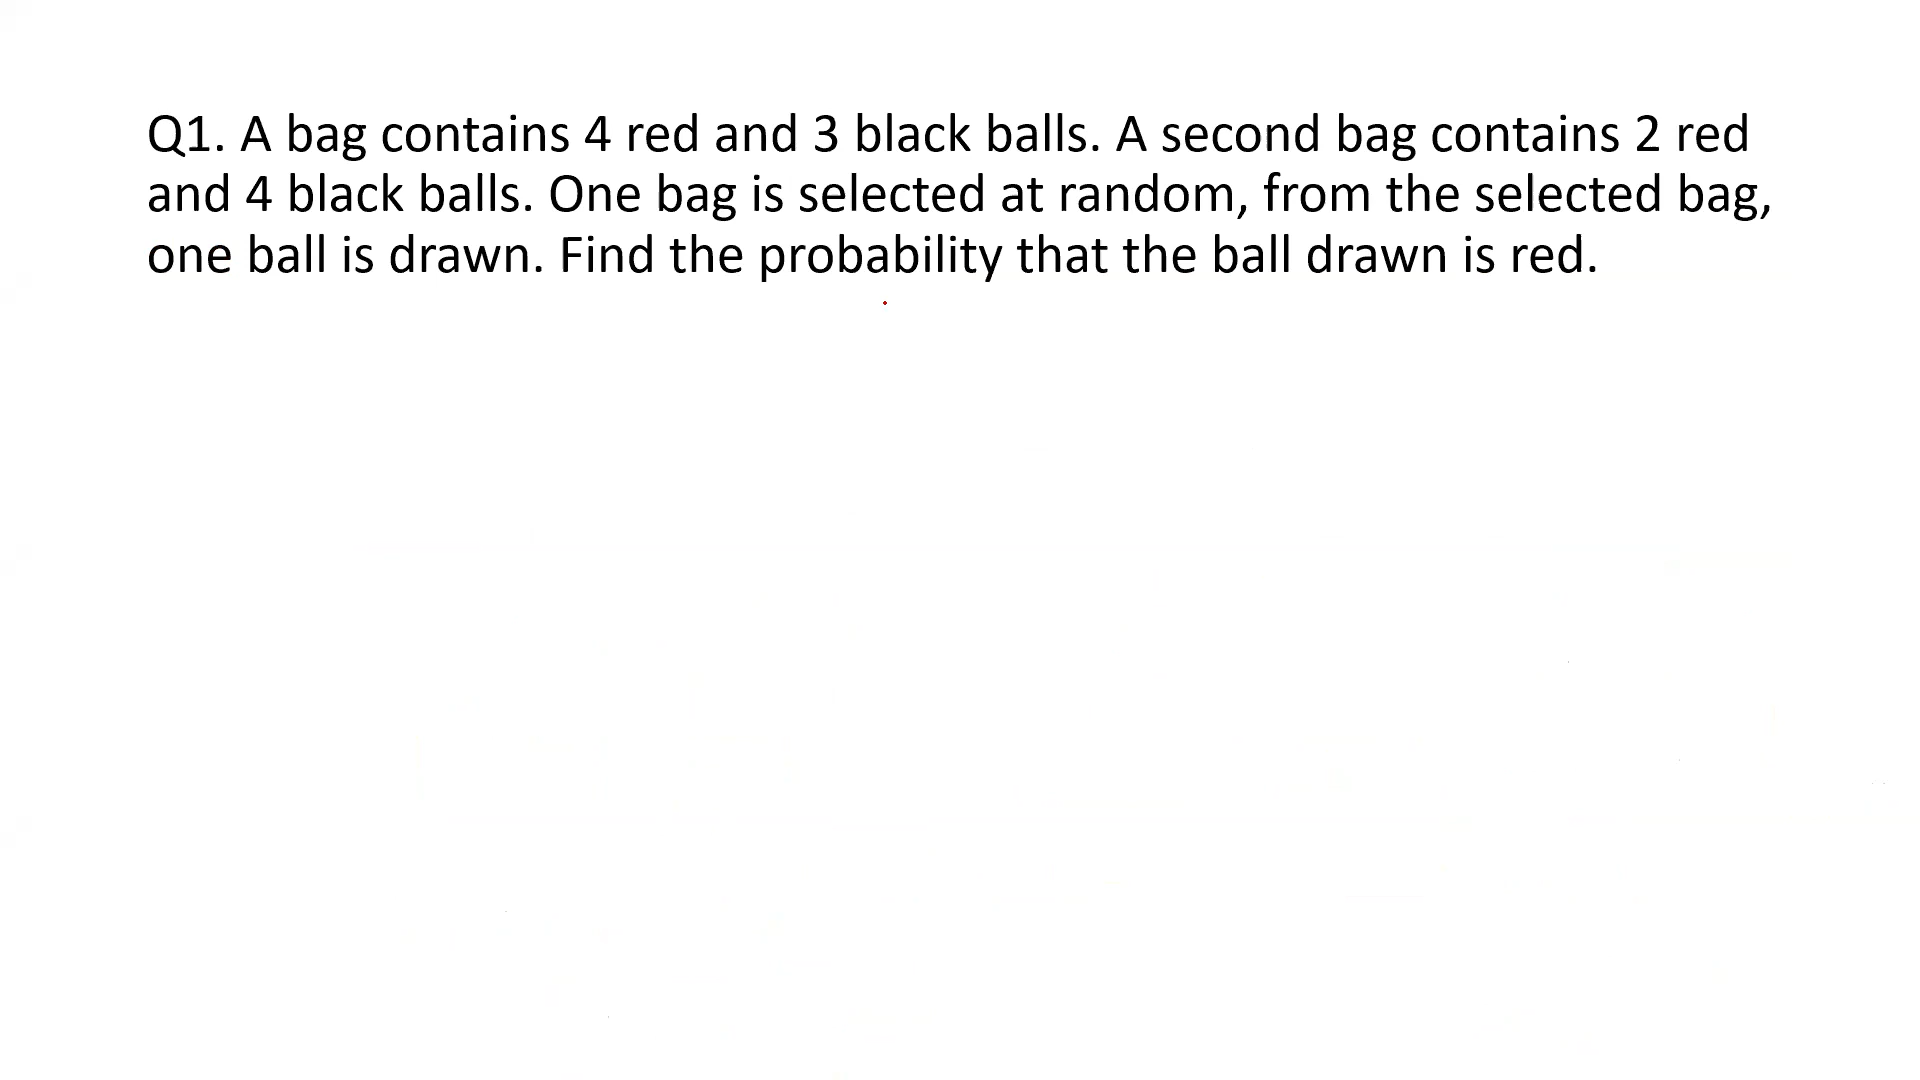 Q1. A bag contains 4 red and 3 black balls. A second bag contains 2 red
and 4 black balls. One bag is selected at random, from the selected bag,
one ball is drawn. Find the probability that the ball drawn is red.